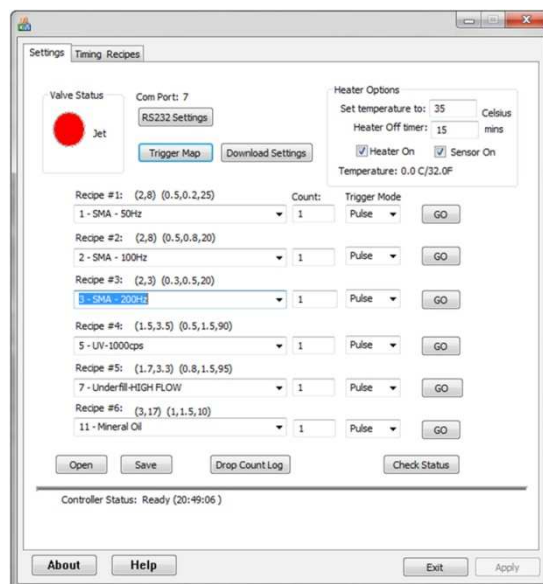 Settings Timing Recipes
Valve Status
Jet
Com Port: 7
RS232 Settings
Trigger Map Download Settings
Heater Options
Set temperature to: 35 Celsius
Heater Off timer: 15 mins
Heater On Sensor On
Temperature: 0.0 C/32.0F
Recipe #1: (2,8) (0.5,0.2,25) Count: Trigger Mode
1 - SMA - 50Hz 1 Pulse GO
Recipe #2: (2,8) (0.5,0.8,20)
2 - SMA - 100Hz 1 Pulse GO
Recipe #3: (2,3) (0.3,0.5,20)
3 - SMA - 200Hz 1 Pulse GO
Recipe #4: (1.5,3.5) (0.5,1.5,90)
5 - UV-1000cps 1 Pulse GO
Recipe #5: (1.7,3.3) (0.8,1.5,95)
7 - Underfill-HIGH FLOW 1 Pulse GO
Recipe #6: (3,17) (1,1.5,10)
11 - Mineral Oil 1 Pulse GO
Open Save Drop Count Log Check Status
Controller Status: Ready (20:49:06 )
About Help Exit Apply